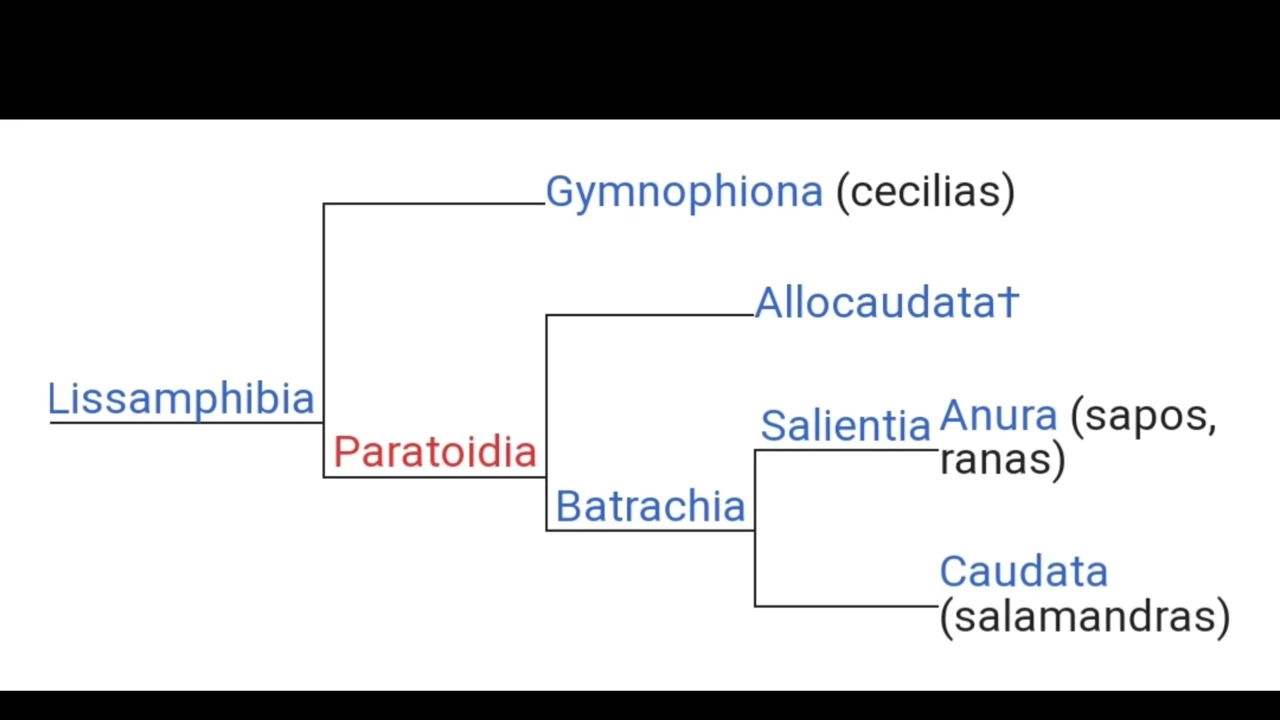 Gymnophiona (cecilias)
Allocaudata†
Lissamphibia
Paratoidia
Salientia
Anura (sapos,
ranas)
Batrachia
Caudata
(salamandras)